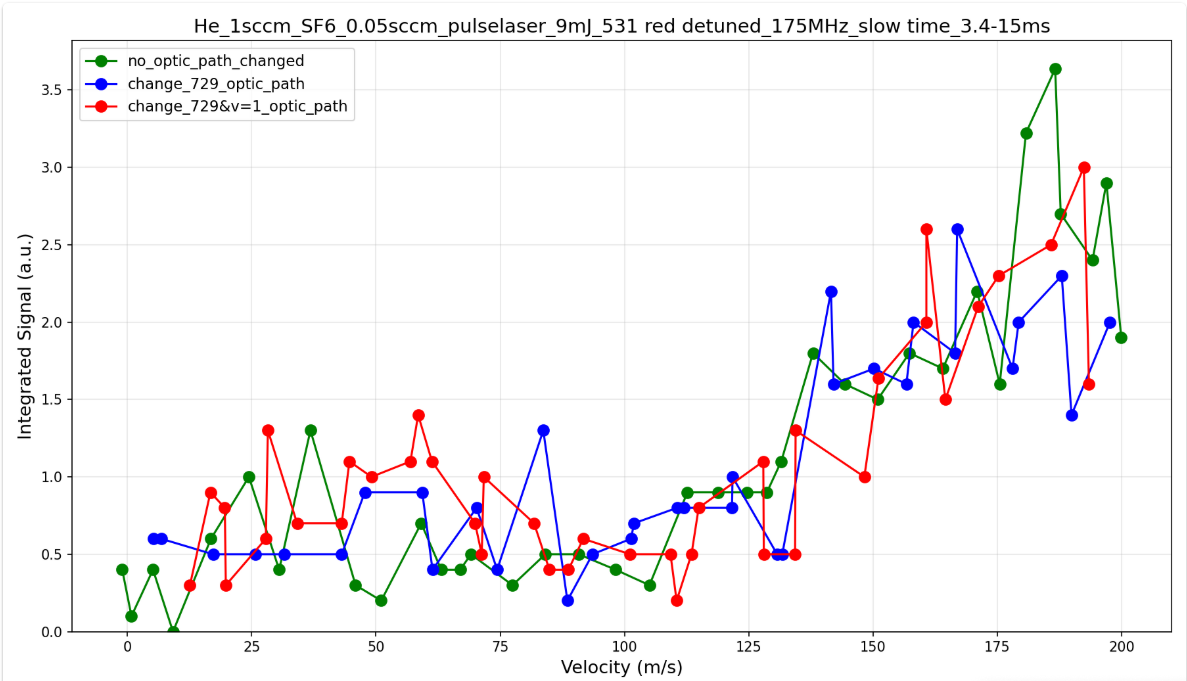 He_1sccm_SF6_0.05sccm_pulselaser_9mJ_531 red detuned_175MHz_slow time_3.4-15ms
no_optic_path_changed
change_729_optic_path
change_729&v=1_optic_path
Integrated Signal (a.u.)
3.5
3.0
2.5
2.0
1.5
1.0
0.5
0.0
0 25 50 75 100 125 150 175 200
Velocity (m/s)